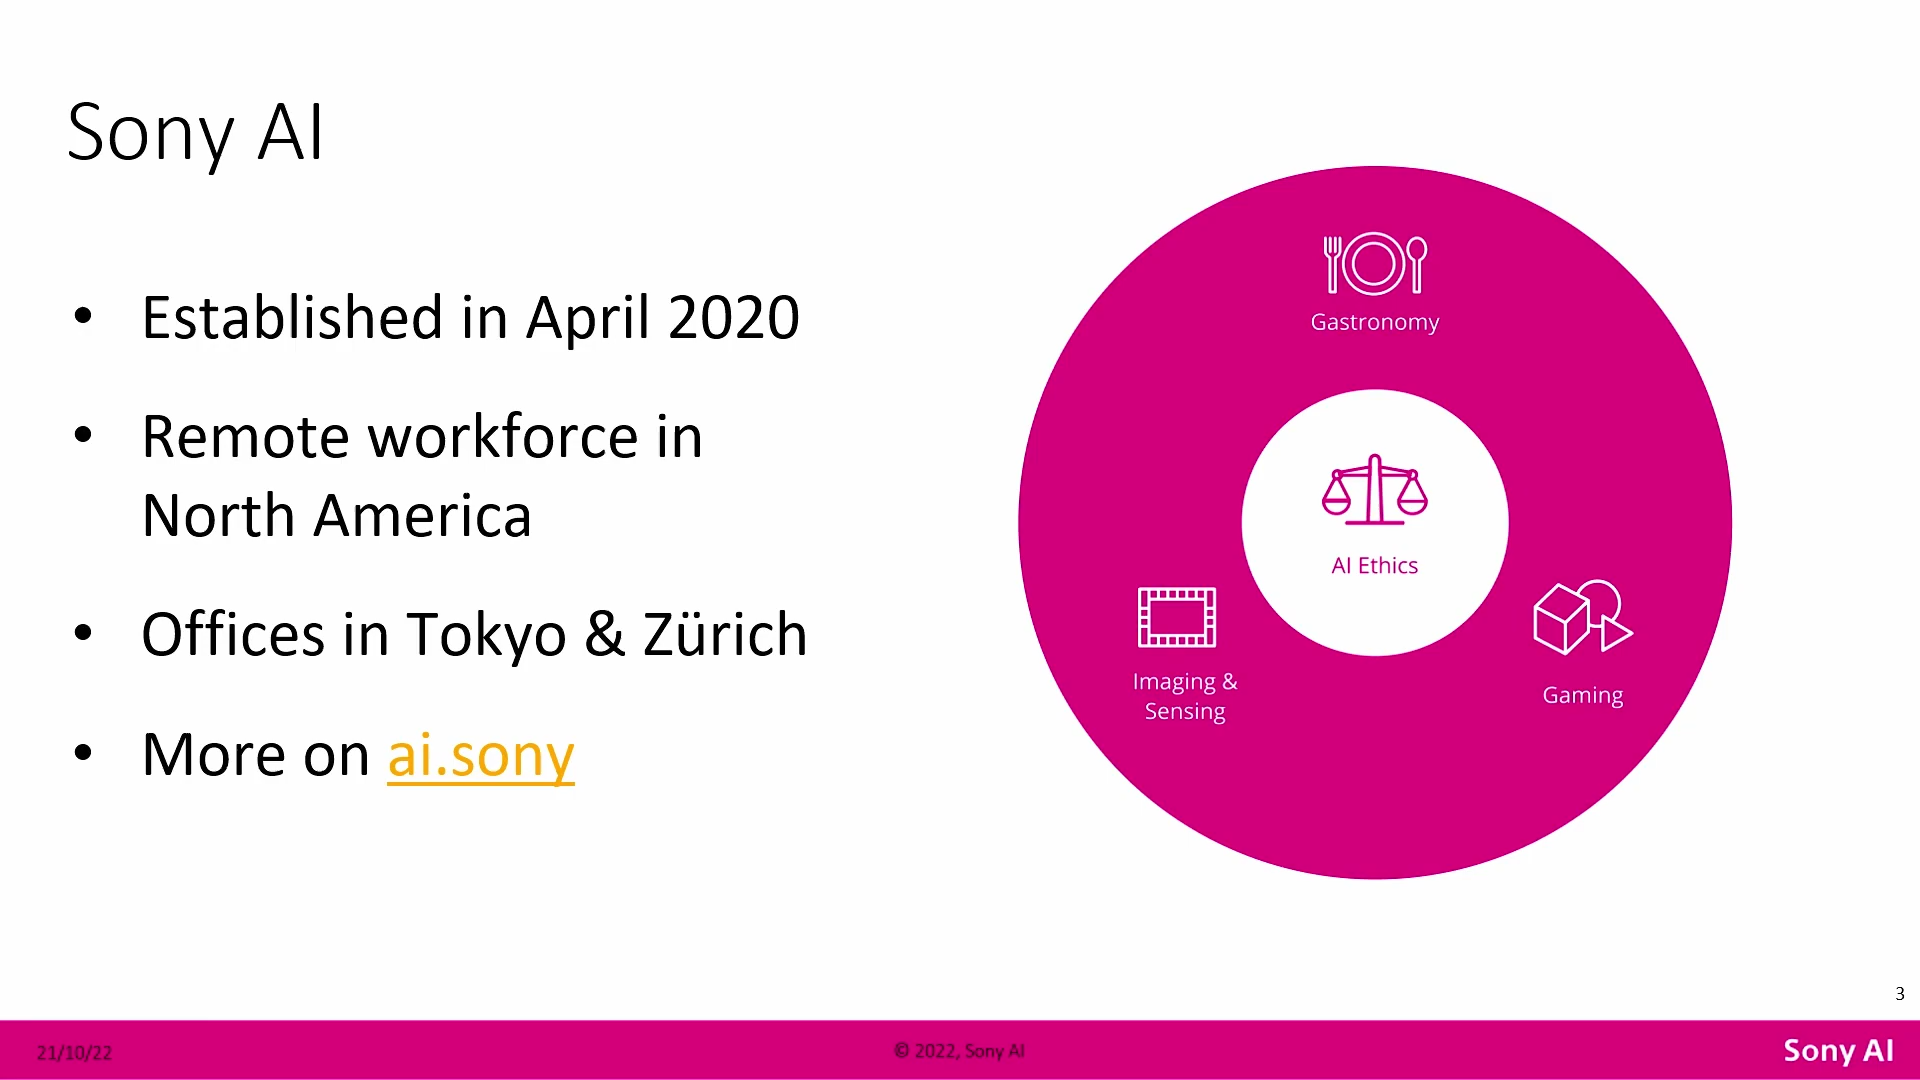 Sony AI
• Established in April 2020
• Remote workforce in
North America
• Offices in Tokyo & Zürich
• More on ai.sony
Gastronomy
AI Ethics
Imaging &
Sensing
Gaming
3
21/10/22
© 2022, Sony AI
Sony AI